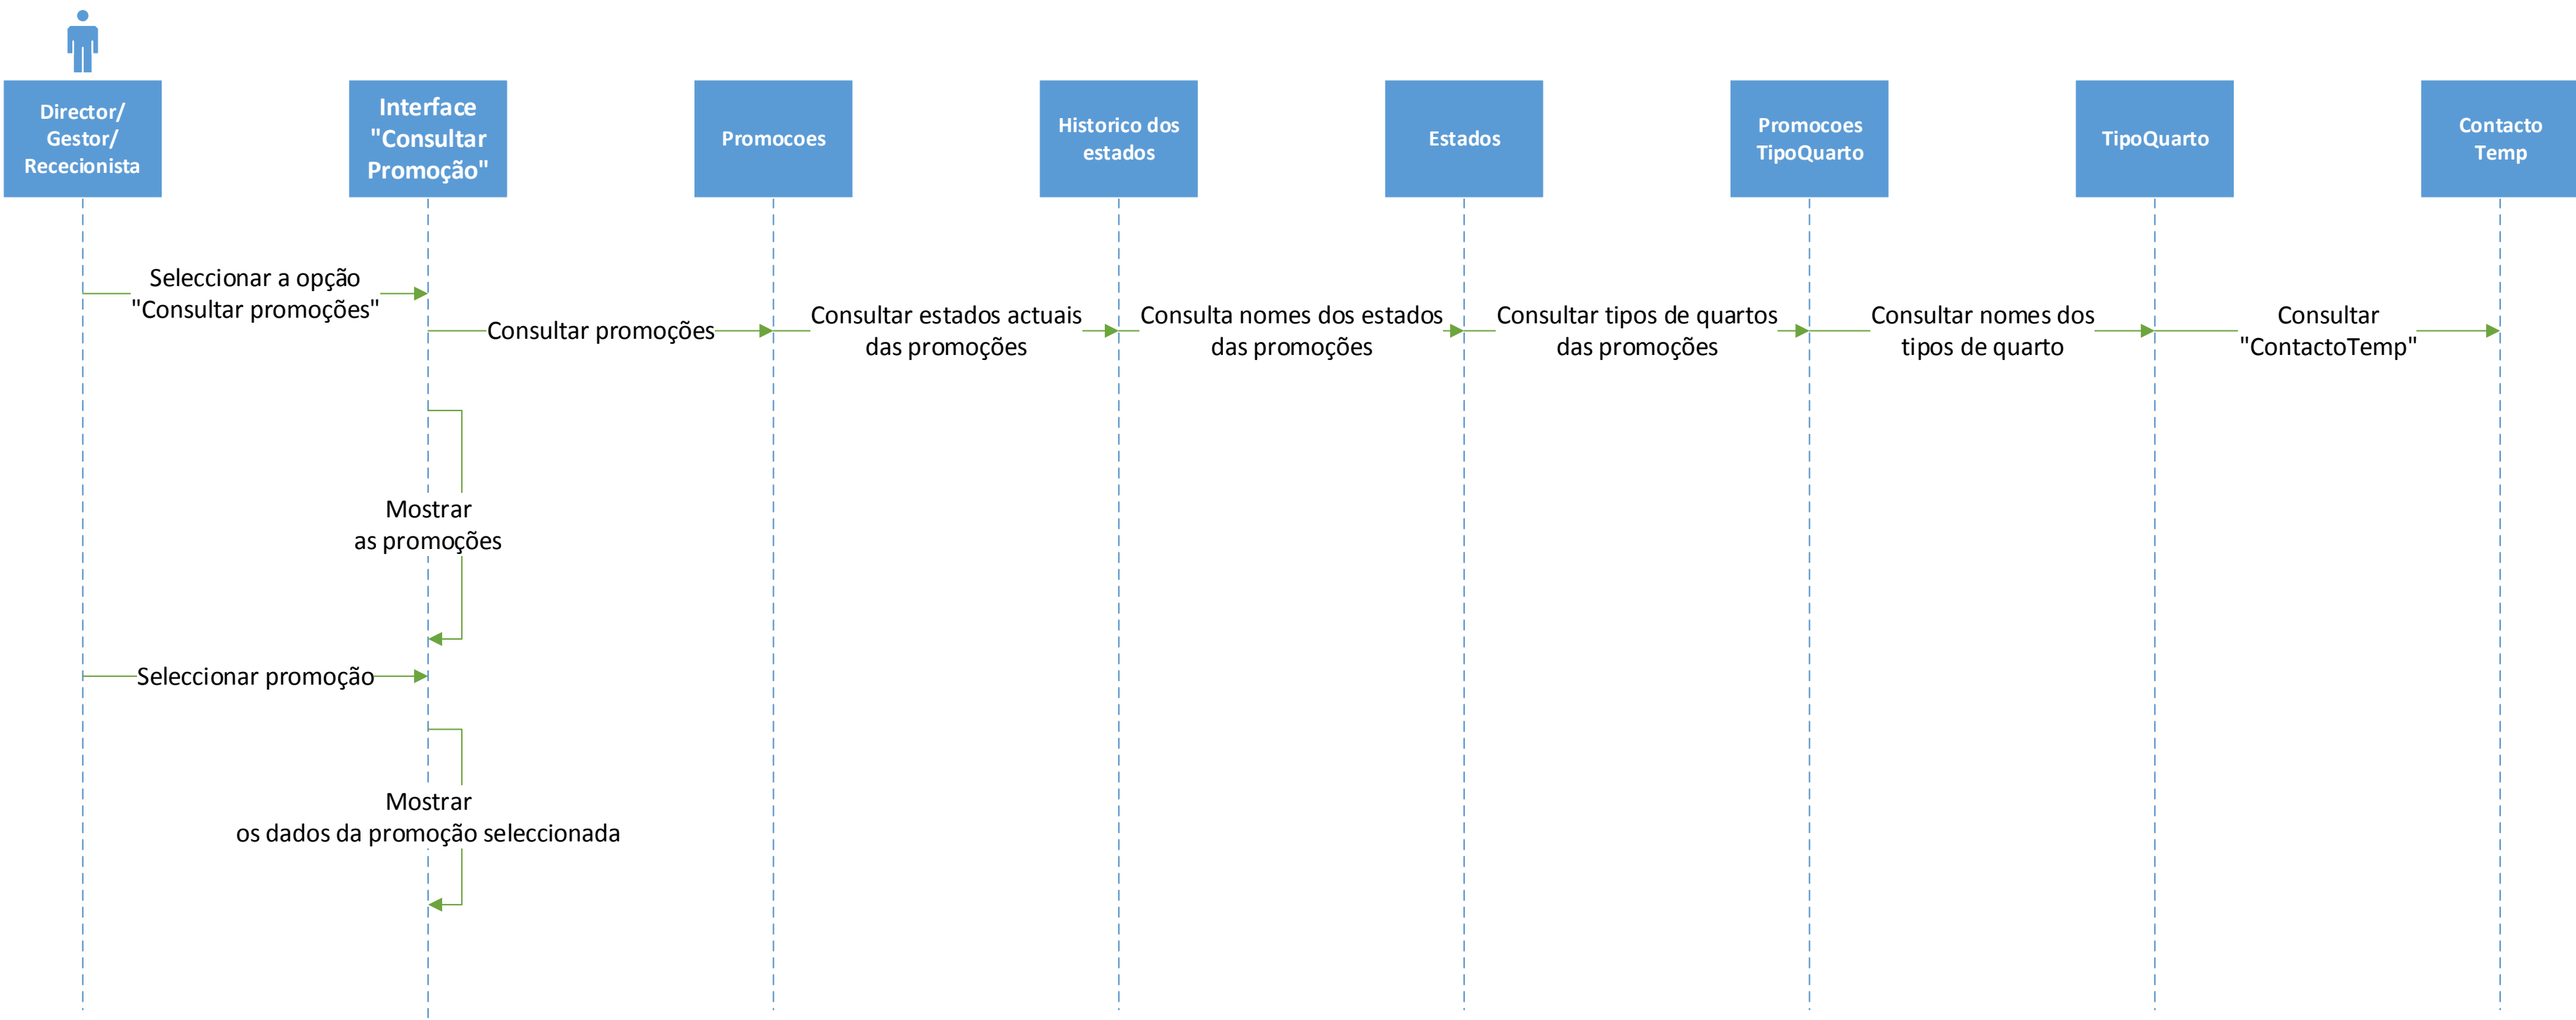 Director/
Gestor/
Rececionista
Interface
"Consultar
Promoção"
Promocoes
Historico dos
estados
Estados
Promocoes
TipoQuarto
TipoQuarto
Contacto
Temp
Seleccionar a opção
"Consultar promoções"
Consultar promoções
Consultar estados actuais
das promoções
Consulta nomes dos estados
das promoções
Consultar tipos de quartos
das promoções
Consultar nomes dos
tipos de quarto
Consultar
"ContactoTemp"
Mostrar
as promoções
Seleccionar promoção
Mostrar
os dados da promoção seleccionada